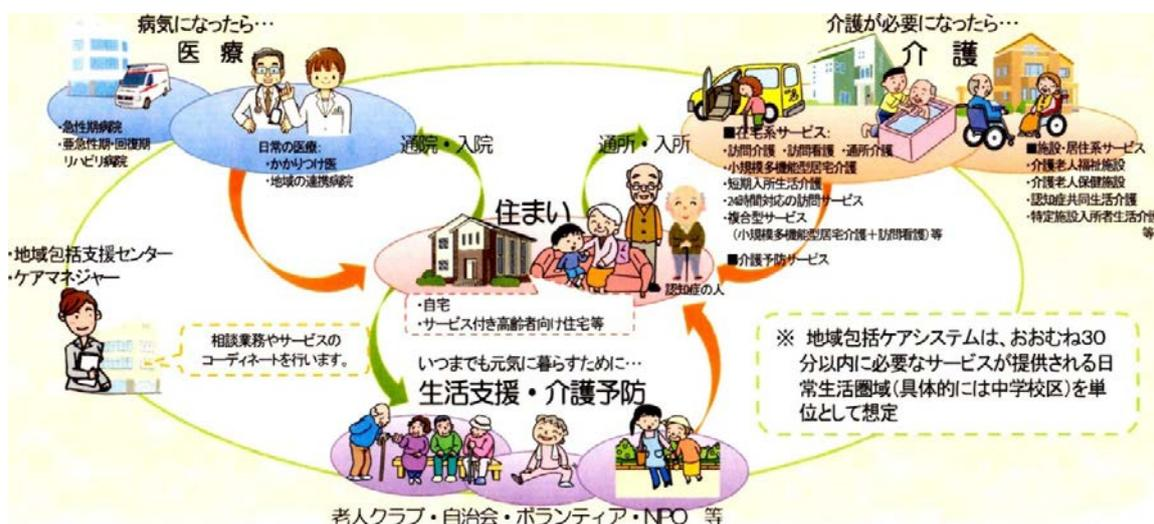 病気になったら…
医療
・急性期病院
・亜急性期・回復期
リハビリ病院
日常の医療:
・かかりつけ医
・地域の連携病院
通院・入院
介護が必要になったら…
介護
通所・入所
■在宅系サービス:
・訪問介護 ・訪問看護 ・通所介護
・小規模多機能型居宅介護
・短期入所生活介護
・24時間対応の訪問サービス
・複合型サービス
(小規模多機能型居宅介護+訪問看護)等
■介護予防サービス
■施設・居住系サービス
・介護老人福祉施設
・介護老人保健施設
・認知症共同生活介護
・特定施設入所者生活介護
等
住まい
認知症の人
・自宅
・サービス付き高齢者向け住宅等
・地域包括支援センター
・ケアマネジャー
相談業務やサービスの
コーディネートを行います。
いつまでも元気に暮らすために…
生活支援・介護予防
老人クラブ・自治会・ボランティア・NPO 等
※ 地域包括ケアシステムは、おおむね30
分以内に必要なサービスが提供される日
常生活圏域(具体的には中学校区)を単
位として想定